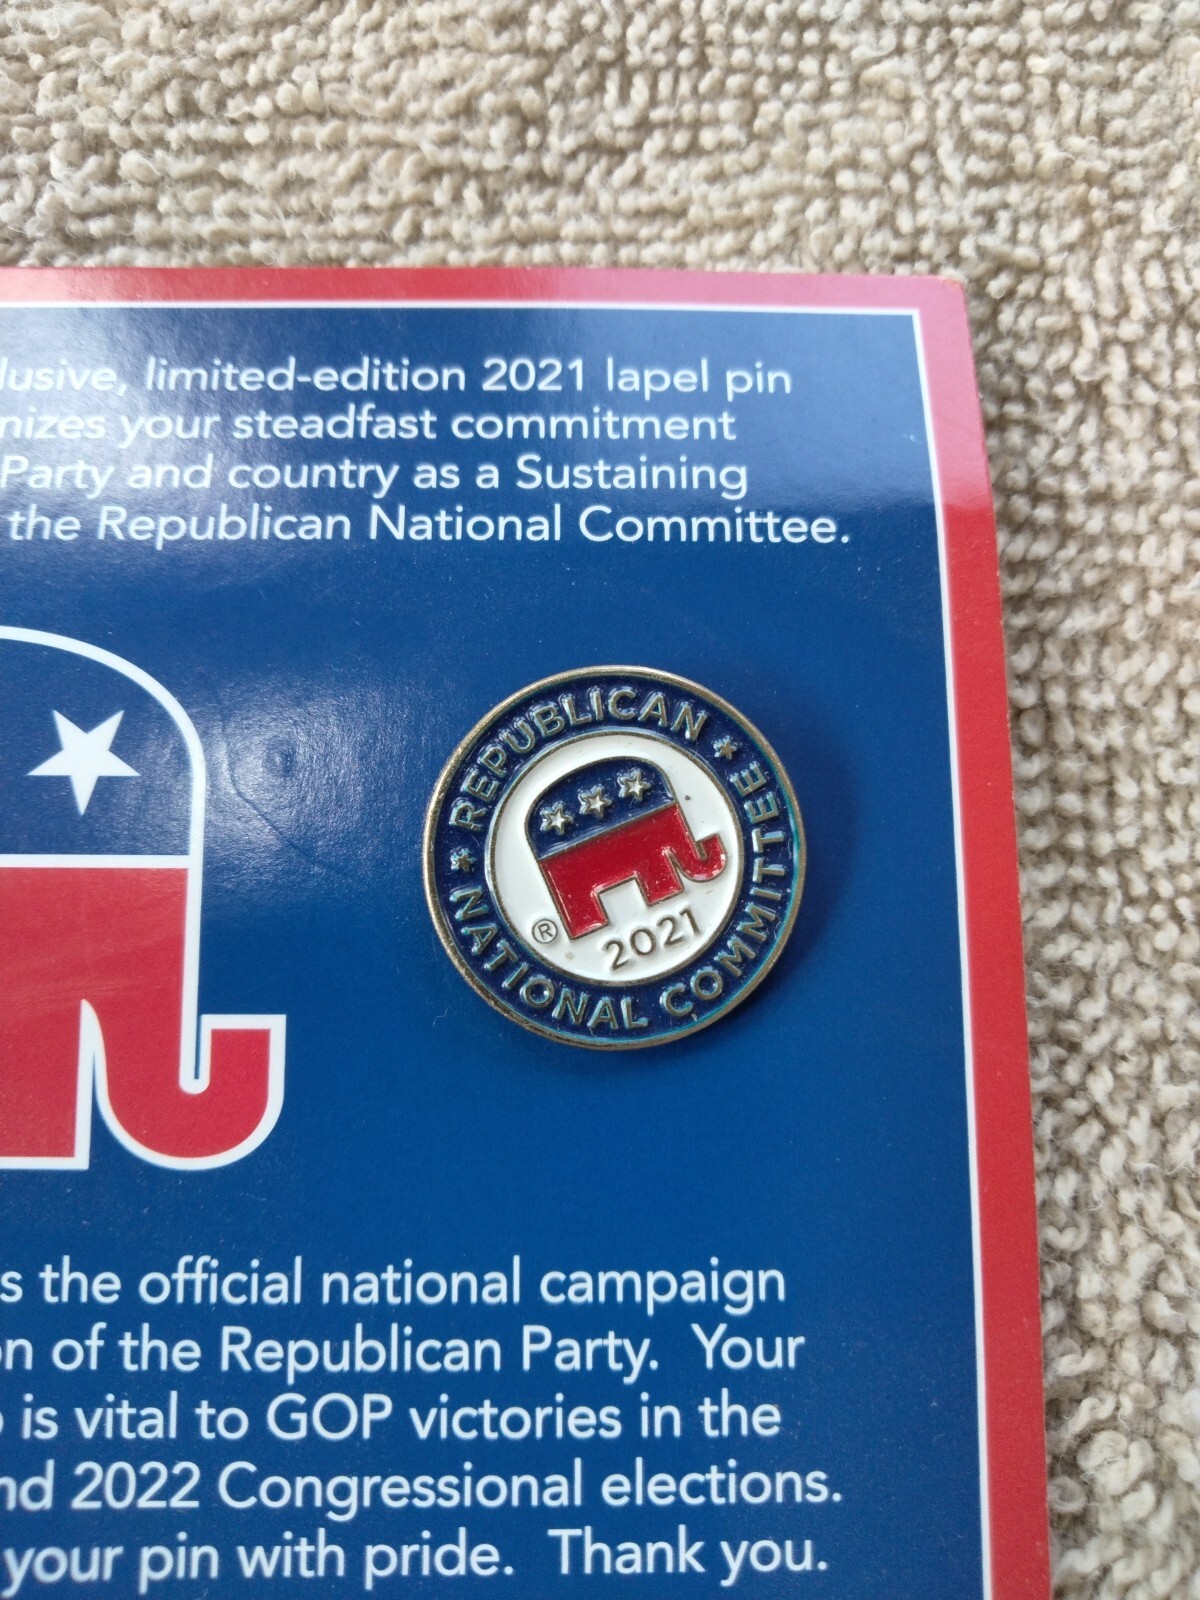 lusive, limited-edition 2021 lapel pin
nizes your steadfast commitment
Party and country as a Sustaining
the Republican National Committee.
REPUBLICAN
NATIONAL COMMITTEE
®
2021
s the official national campaign
on of the Republican Party. Your
is vital to GOP victories in the
nd 2022 Congressional elections.
your pin with pride. Thank you.